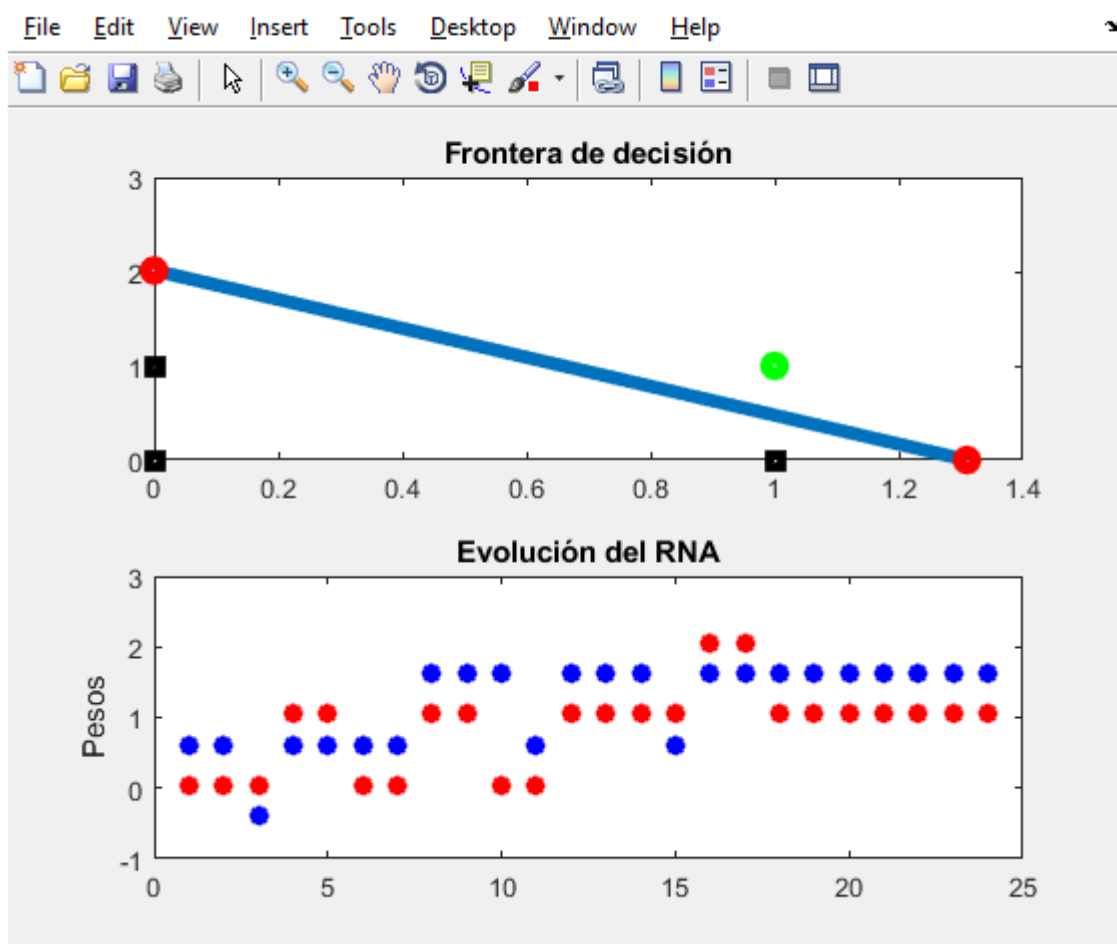 File Edit View Insert Tools Desktop Window Help
Frontera de decisión
3
2
1
0
0 0.2 0.4 0.6 0.8 1 1.2 1.4
Evolución del RNA
Pesos
3
2
1
0
-1
0 5 10 15 20 25